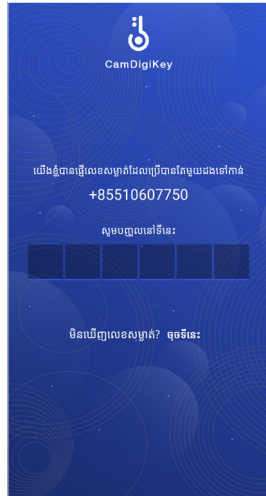 CamDigiKey
យើងខ្ញុំបានផ្ញើលេខសម្ងាត់ដែលប្រើបានតែមួយដងទៅកាន់
+85510607750
សូមបញ្ចូលនៅទីនេះ
មិនឃើញលេខសម្ងាត់? ចុចទីនេះ